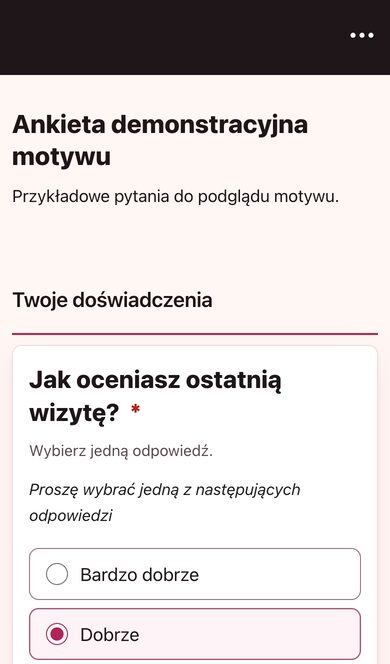 Ankieta demonstracyjna
motywu
Przykładowe pytania do podglądu motywu.
Twoje doświadczenia
Jak oceniasz ostatnią
wizytę? *
Wybierz jedną odpowiedź.
Proszę wybrać jedną z następujących
odpowiedzi
Bardzo dobrze
Dobrze